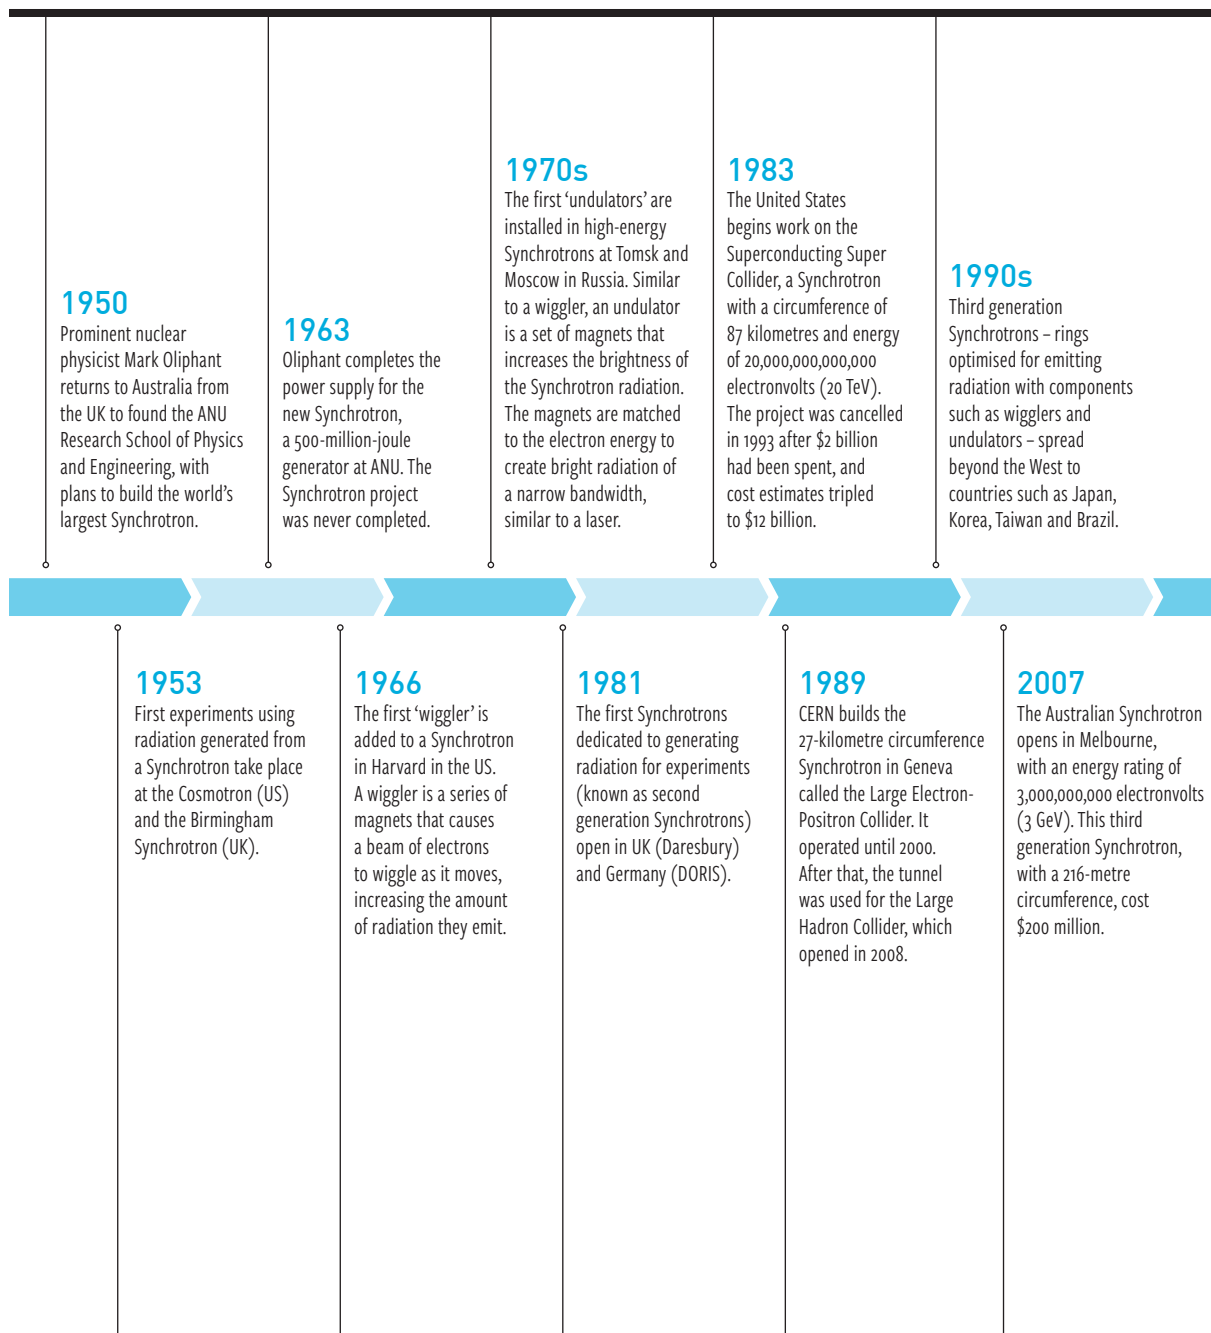 1950
Prominent nuclear
physicist Mark Oliphant
returns to Australia from
the UK to found the ANU
Research School of Physics
and Engineering, with
plans to build the world’s
largest Synchrotron.
1963
Oliphant completes the
power supply for the
new Synchrotron,
a 500-million-joule
generator at ANU. The
Synchrotron project
was never completed.
1970s
The first ‘undulators’ are
installed in high-energy
Synchrotrons at Tomsk and
Moscow in Russia. Similar
to a wiggler, an undulator
is a set of magnets that
increases the brightness of
the Synchrotron radiation.
The magnets are matched
to the electron energy to
create bright radiation of
a narrow bandwidth,
similar to a laser.
1983
The United States
begins work on the
Superconducting Super
Collider, a Synchrotron
with a circumference of
87 kilometres and energy
of 20,000,000,000,000
electronvolts (20 TeV).
The project was cancelled
in 1993 after $2 billion
had been spent, and
cost estimates tripled
to $12 billion.
1990s
Third generation
Synchrotrons – rings
optimised for emitting
radiation with components
such as wigglers and
undulators – spread
beyond the West to
countries such as Japan,
Korea, Taiwan and Brazil.
1953
First experiments using
radiation generated from
a Synchrotron take place
at the Cosmotron (US)
and the Birmingham
Synchrotron (UK).
1966
The first ‘wiggler’ is
added to a Synchrotron
in Harvard in the US.
A wiggler is a series of
magnets that causes
a beam of electrons
to wiggle as it moves,
increasing the amount
of radiation they emit.
1981
The first Synchrotrons
dedicated to generating
radiation for experiments
(known as second
generation Synchrotrons)
open in UK (Daresbury)
and Germany (DORIS).
1989
CERN builds the
27-kilometre circumference
Synchrotron in Geneva
called the Large Electron-
Positron Collider. It
operated until 2000.
After that, the tunnel
was used for the Large
Hadron Collider, which
opened in 2008.
2007
The Australian Synchrotron
opens in Melbourne,
with an energy rating of
3,000,000,000 electronvolts
(3 GeV). This third
generation Synchrotron,
with a 216-metre
circumference, cost
$200 million.